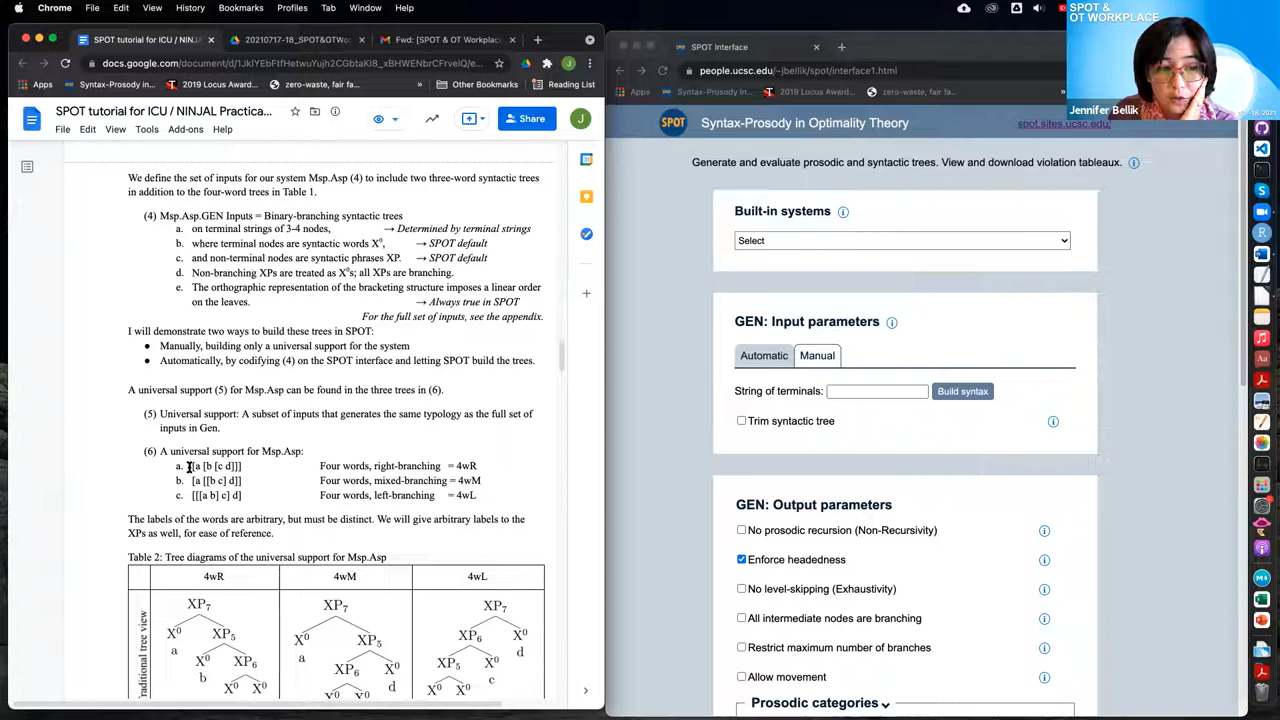 Chrome File Edit View History Bookmarks Profiles Tab Window Help
SPOT tutorial for ICU / NINJ
20210717-18_SPOT&OTWo
Fwd: [SPOT & OT Workplac
docs.google.com/document/d/1JklYEbtfHetwuYujh2CGbtaKl8_xBHWENbrCFrveIQ/e
Apps Syntax-Prosody in... 2019 Locus Award... zero-waste, fair fa... Other Bookmarks Reading List
SPOT tutorial for ICU / NINJAL Practica...
File Edit View Tools Add-ons Help
Share
J
We define the set of inputs for our system Msp.Asp (4) to include two three-word syntactic trees
in addition to the four-word trees in Table 1.
(4) Msp.Asp.GEN Inputs = Binary-branching syntactic trees
a. on terminal strings of 3-4 nodes, → Determined by terminal strings
b. where terminal nodes are syntactic words X⁰, → SPOT default
c. and non-terminal nodes are syntactic phrases XP. → SPOT default
d. Non-branching XPs are treated as X⁰s; all XPs are branching.
e. The orthographic representation of the bracketing structure imposes a linear order
on the leaves. → Always true in SPOT
For the full set of inputs, see the appendix.
I will demonstrate two ways to build these trees in SPOT:
● Manually, building only a universal support for the system
● Automatically, by codifying (4) on the SPOT interface and letting SPOT build the trees.
A universal support (5) for Msp.Asp can be found in the three trees in (6).
(5) Universal support: A subset of inputs that generates the same typology as the full set of
inputs in Gen.
(6) A universal support for Msp.Asp:
a. [a [b [c d]]] Four words, right-branching = 4wR
b. [a [[b c] d]] Four words, mixed-branching = 4wM
c. [[[a b] c] d] Four words, left-branching = 4wL
The labels of the words are arbitrary, but must be distinct. We will give arbitrary labels to the
XPs as well, for ease of reference.
Table 2: Tree diagrams of the universal support for Msp.Asp
4wR 4wM 4wL
raditional tree view
XP₇ XP₇ XP₇
X⁰ XP₅ X⁰ XP₅ XP₆ X⁰
a a d
X⁰ XP₆ XP₆ X⁰ XP₅ X⁰
b d c
X⁰ X⁰ X⁰ X⁰ X⁰ X⁰
SPOT Interface
people.ucsc.edu/~jbellik/spot/interface1.html
Apps Syntax-Prosody in... 2019 Locus Award... zero-waste, fair fa...
SPOT Syntax-Prosody in Optimality Theory spot.sites.ucsc.edu/
Generate and evaluate prosodic and syntactic trees. View and download violation tableaux.
Built-in systems
Select
GEN: Input parameters
Automatic Manual
String of terminals: Build syntax
Trim syntactic tree
GEN: Output parameters
No prosodic recursion (Non-Recursivity)
Enforce headedness
No level-skipping (Exhaustivity)
All intermediate nodes are branching
Restrict maximum number of branches
Allow movement
Prosodic categories
SPOT &
OT WORKPLACE
Jennifer Bellik